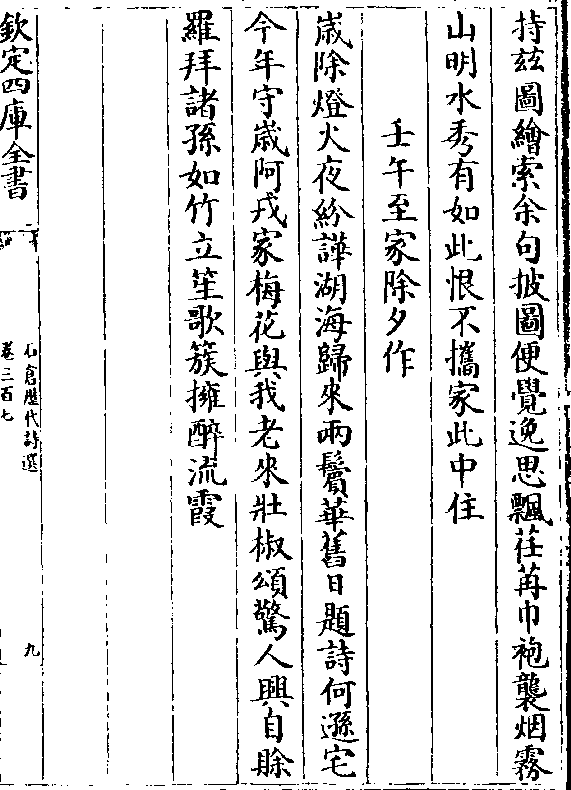 持兹圖繪索余句披圖便覺逸思飄荏苒巾袍襲烟霧
山明水秀有如此恨不攜家此中住
壬午至家除夕作
歲除燈火夜紛譁湖海歸來兩鬢華舊日題詩何遜宅
今年守歲阿戎家梅花與我老來壯椒頌驚人興自賒
羅拜諸孫如竹立笙歌簇擁醉流霞
欽定四庫全書
石倉歷代詩選
卷三百七
九